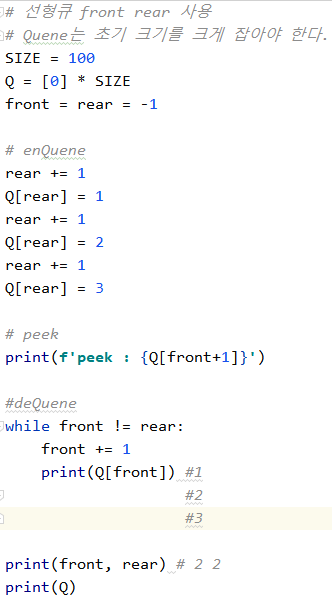 # 선형큐 front rear 사용
# Quene는 초기 크기를 크게 잡아야 한다.
SIZE = 100
Q = [0] * SIZE
front = rear = -1
# enQuene
rear += 1
Q[rear] = 1
rear += 1
Q[rear] = 2
rear += 1
Q[rear] = 3
# peek
print(f'peek : {Q[front+1]}')
#deQuene
while front != rear:
    front += 1
    print(Q[front]) #1
                    #2
                    #3
print(front, rear) # 2 2
print(Q)